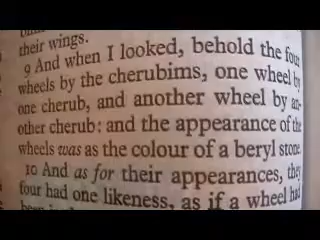 their wings.
9 And when I looked, behold the four
wheels by the cherubims, one wheel by
one cherub, and another wheel by an-
other cherub: and the appearance of the
wheels was as the colour of a beryl stone.
10 And as for their appearances, they
four had one likeness, as if a wheel had
been